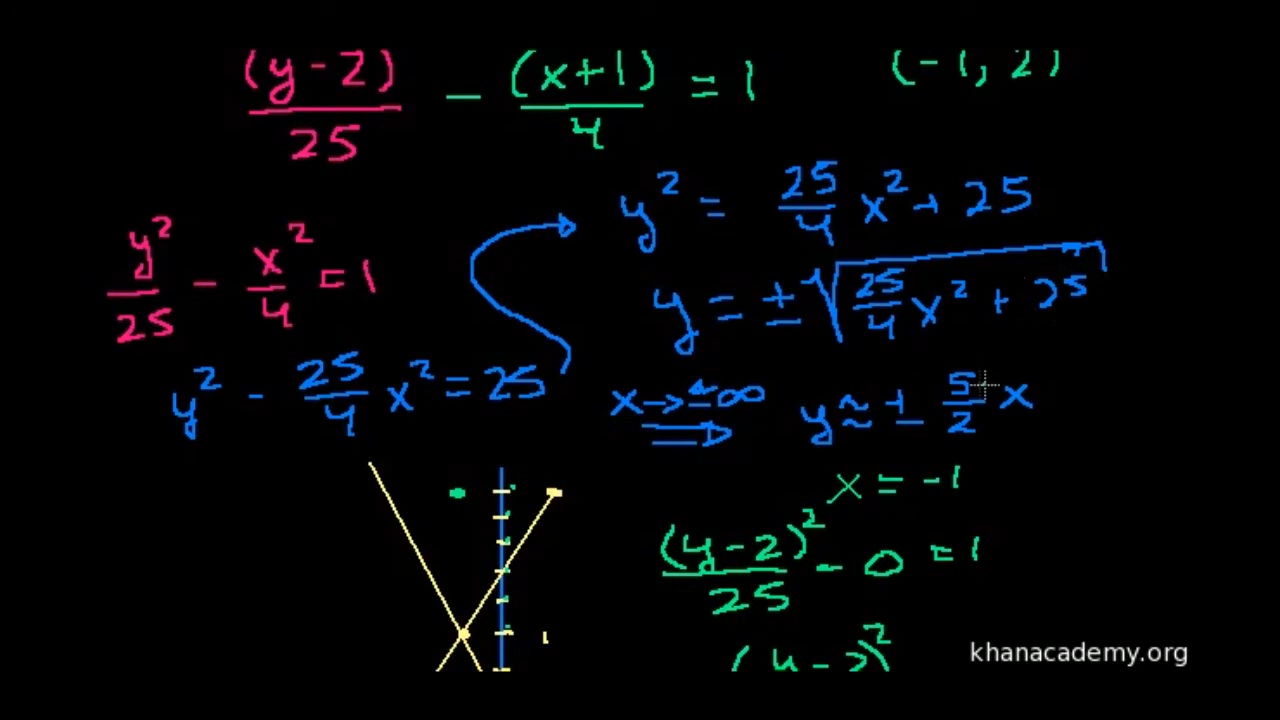 (y-2)/25 - (x+1)/4 = 1
(-1, 2)
y² = 25/4 x² + 25
y²/25 - x²/4 = 1
y = ±√(25/4 x² + 25)
y² - 25/4 x² = 25
x → ±∞
y ≈ ± 5/2 x
x = -1
(y-2)²/25 - 0 = 1
1
khanacademy.org